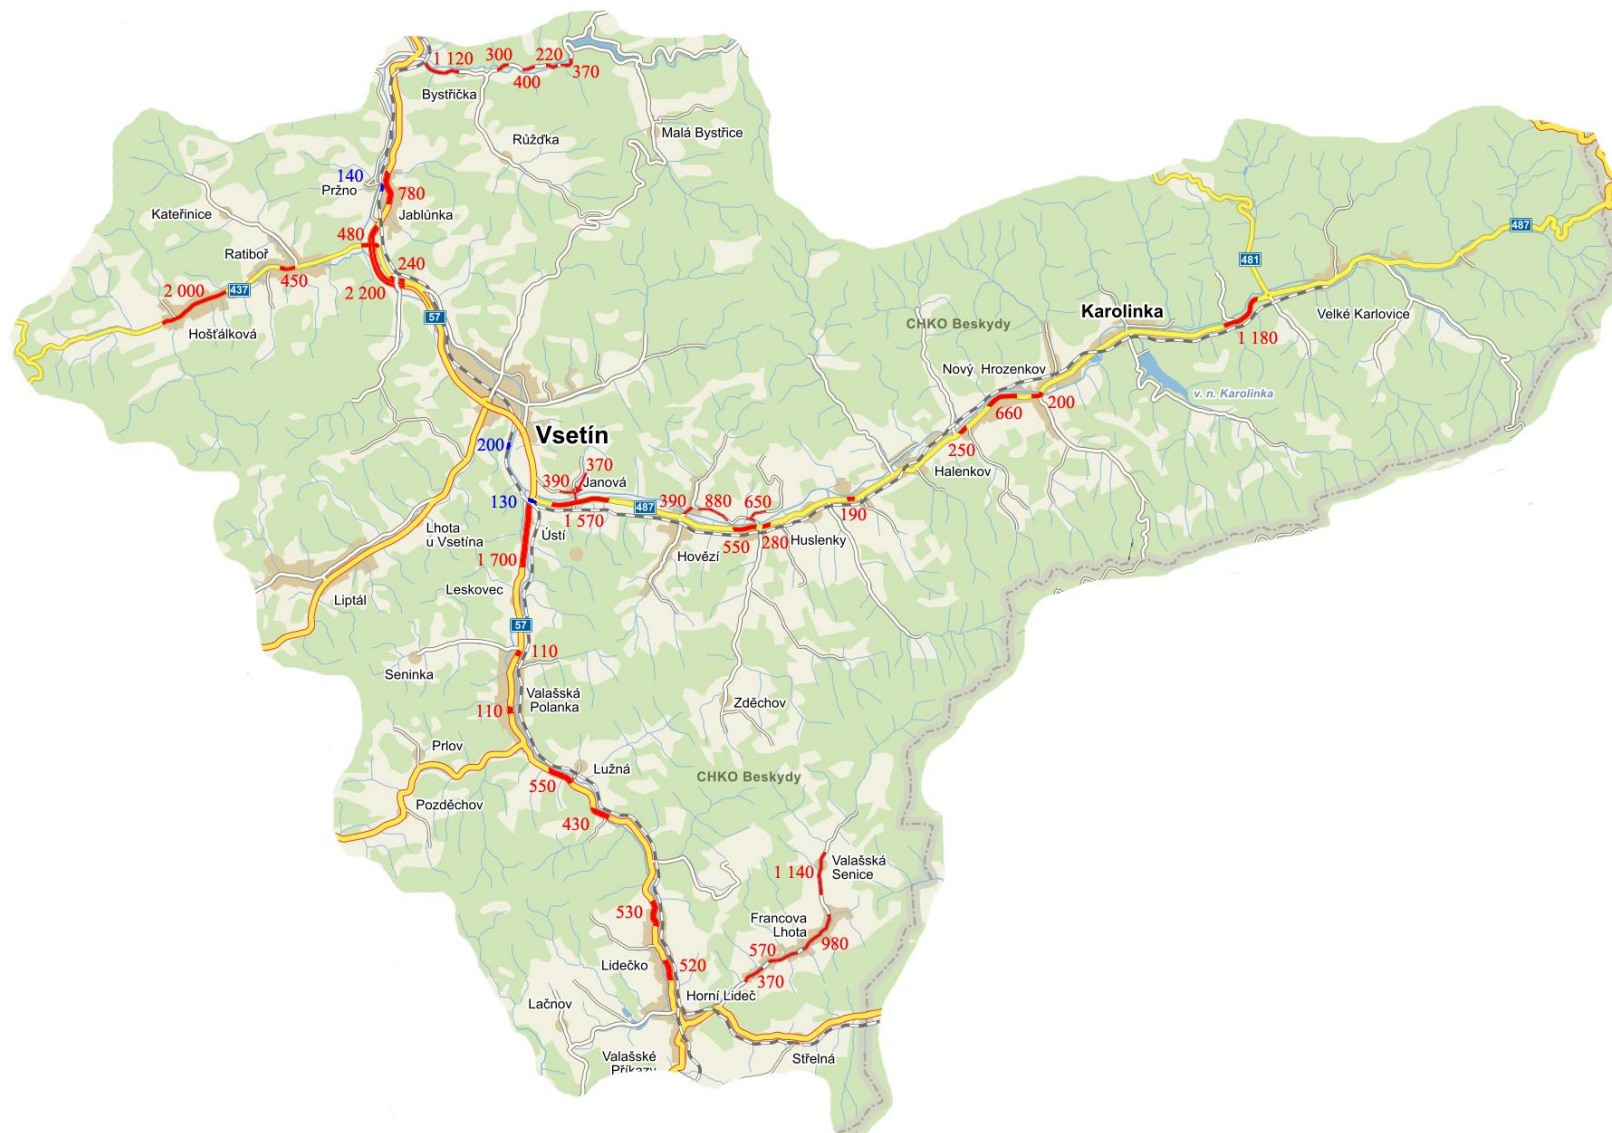 1 120
300
220
400
370
Bystřička
Růžďka
Malá Bystřice
140
Pržno
780
Kateřinice
Jablůnka
480
Ratiboř
240
450
2 000
437
2 200
Hošťálková
57
487
481
CHKO Beskydy
Karolinka
Velké Karlovice
1 180
Nový Hrozenkov
v. n. Karolinka
660
200
250
Halenkov
Vsetín
200
370
390
Janová
130
487
390
880
650
190
1 570
Lhota
u Vsetína
Ústí
550
280
Huslenky
Hovězí
1 700
Leskovec
Liptál
57
110
Seninka
Valašská
Polanka
110
Zděchov
Prlov
Lužná
CHKO Beskydy
550
Pozděchov
430
1 140
Valašská
Senice
530
Francova
Lhota
980
570
370
Lidečko
520
Horní Lideč
Lačnov
Valašské
Příkazy
Střelná